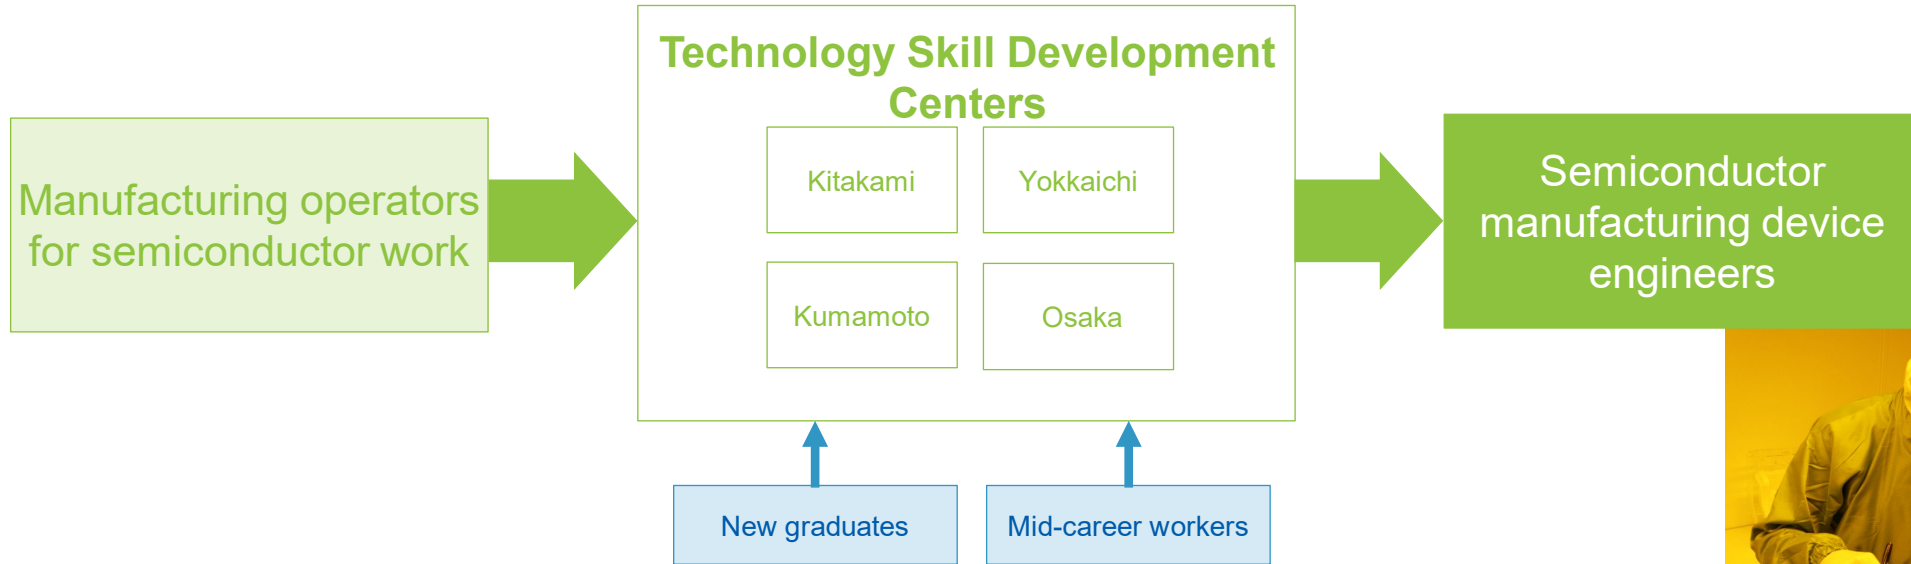 Technology Skill Development
Centers
Manufacturing operators
for semiconductor work
Kitakami
Yokkaichi
Kumamoto
Osaka
Semiconductor
manufacturing device
engineers
New graduates
Mid-career workers